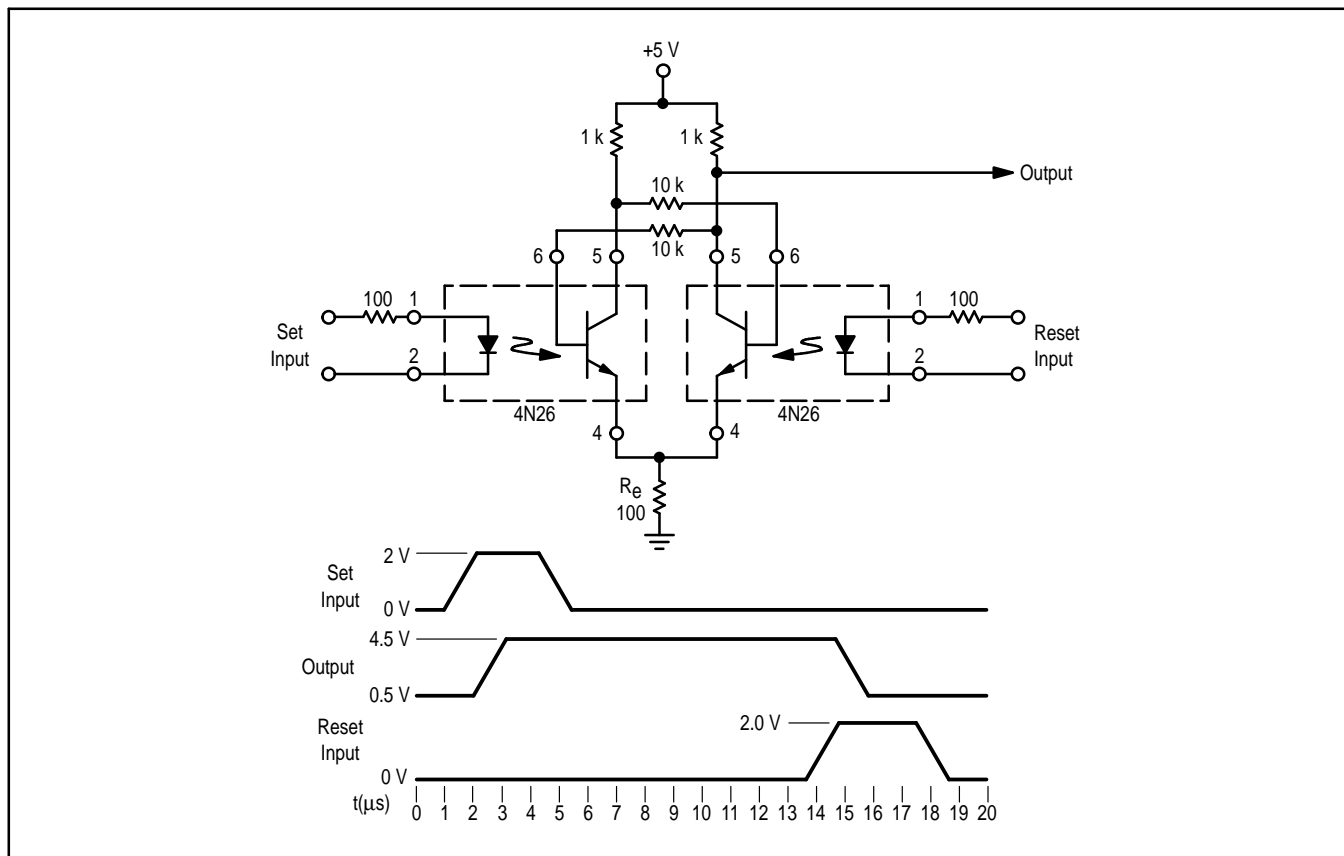 +5 V
1 k 1 k
10 k
Output
10 k
6 5 5 6
100 1
1 100
Set
Input
Reset
Input
2
2
4N26
4N26
4
4
Re
100
2 V
Set
Input
0 V
4.5 V
Output
0.5 V
Reset
Input
2.0 V
0 V
t(μs)
0 1 2 3 4 5 6 7 8 9 10 11 12 13 14 15 16 17 18 19 20